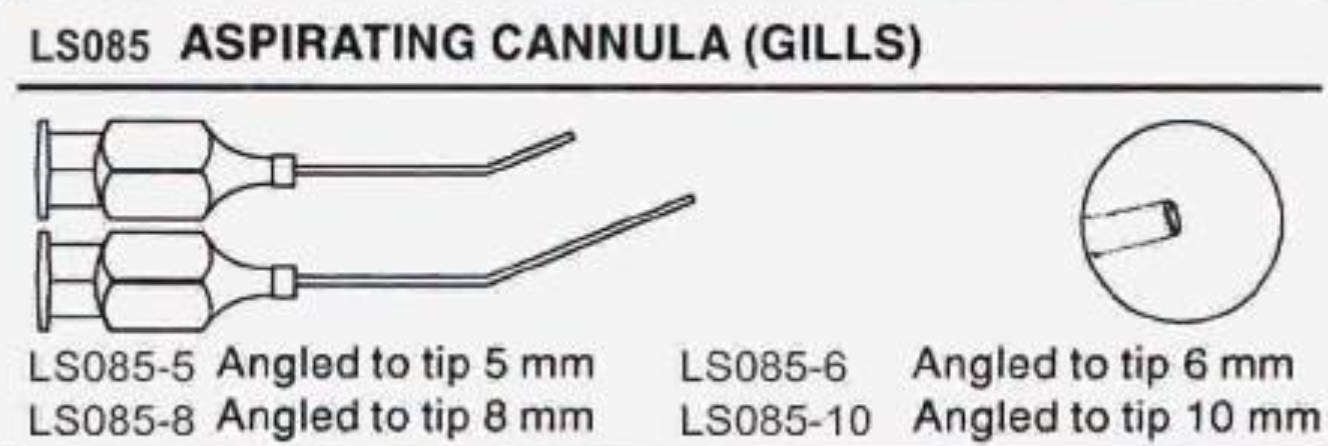 LS085 ASPIRATING CANNULA (GILLS)
LS085-5 Angled to tip 5 mm LS085-6 Angled to tip 6 mm
LS085-8 Angled to tip 8 mm LS085-10 Angled to tip 10 mm